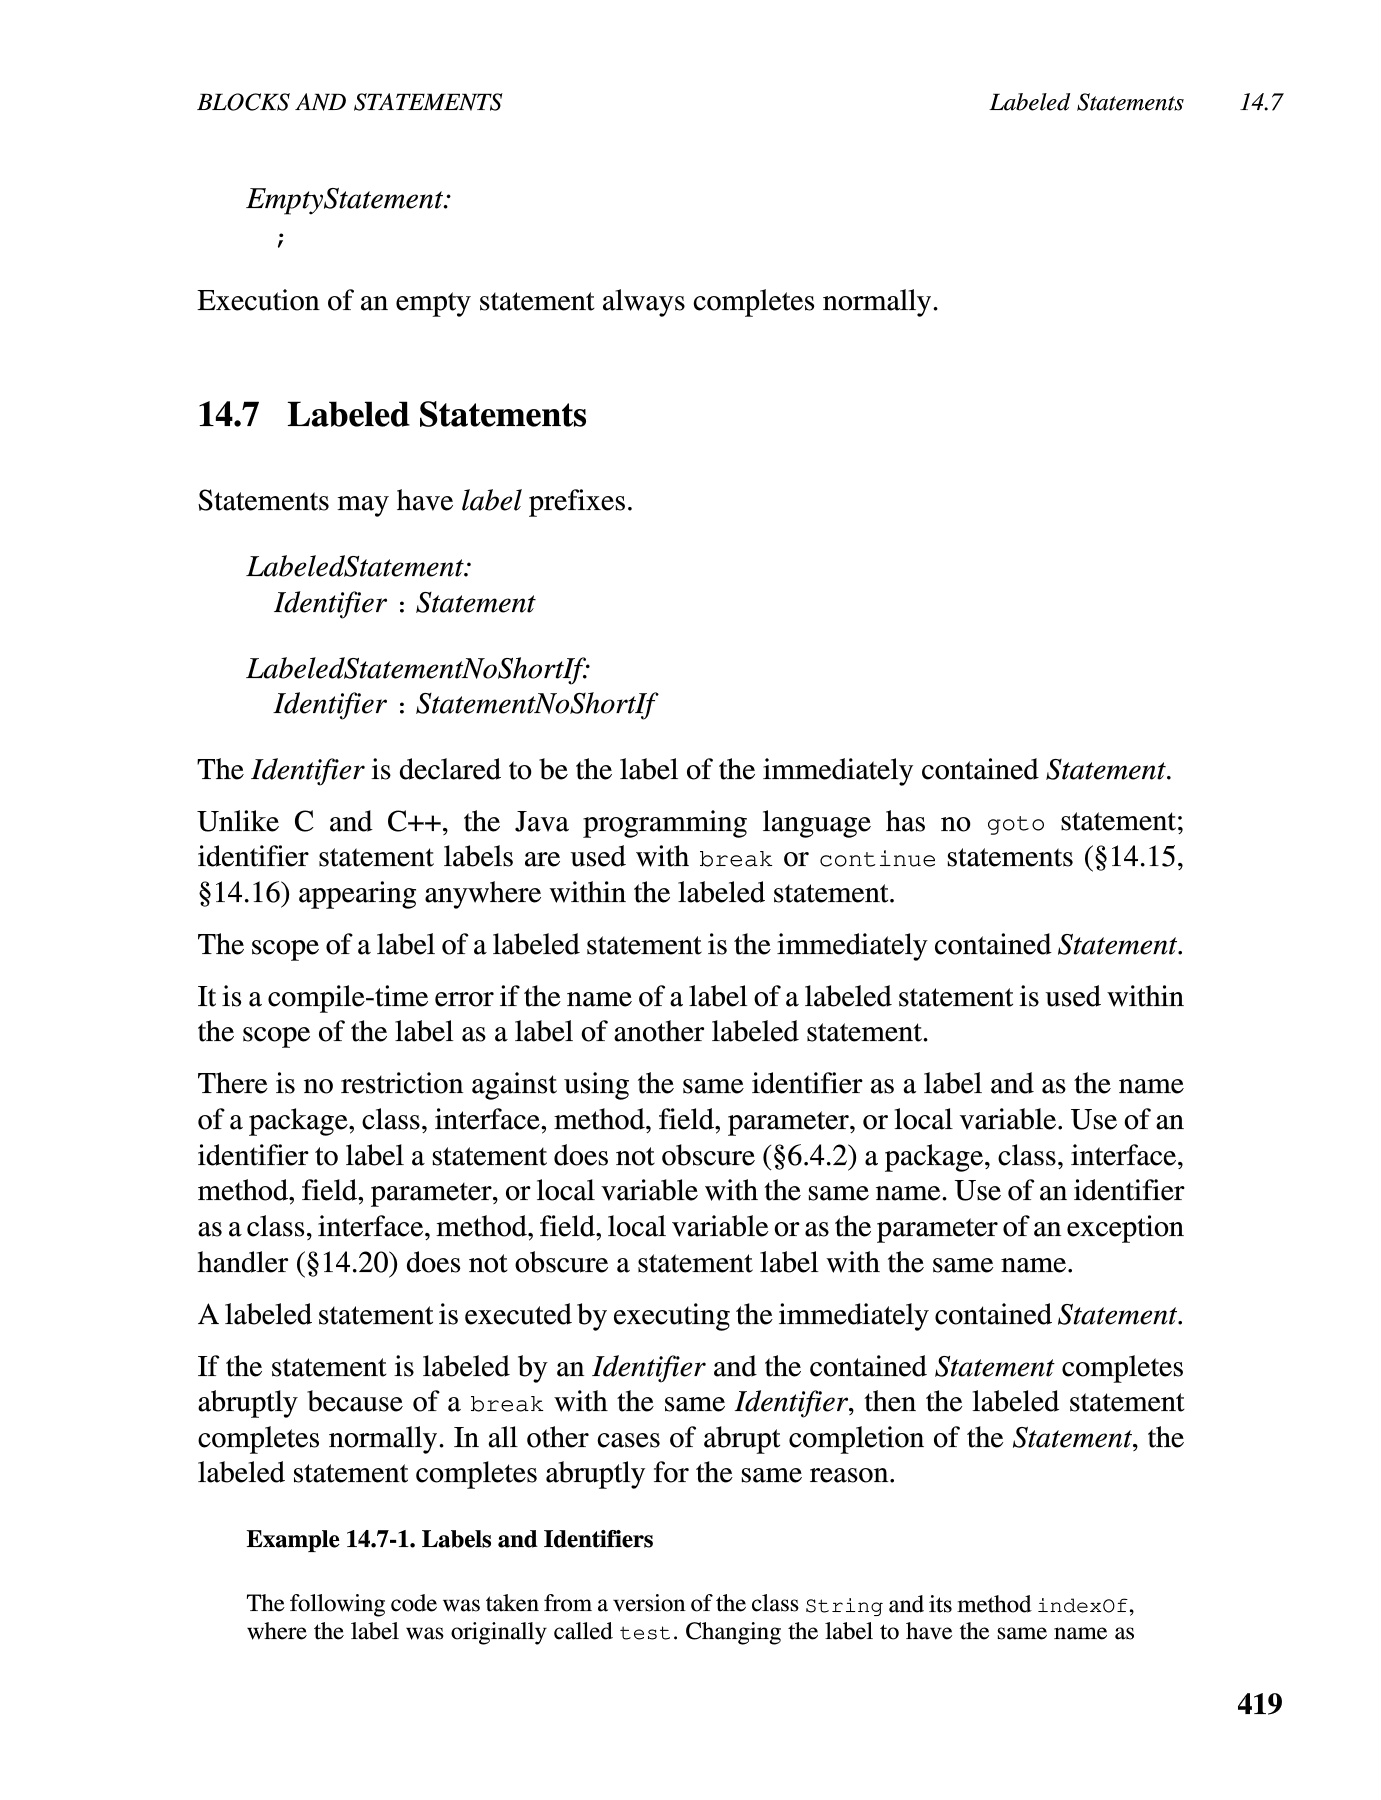 BLOCKS AND STATEMENTS Labeled Statements 14.7
EmptyStatement:
;
Execution of an empty statement always completes normally.
14.7 Labeled Statements
Statements may have label prefixes.
LabeledStatement:
Identifier : Statement
LabeledStatementNoShortIf:
Identifier : StatementNoShortIf
The Identifier is declared to be the label of the immediately contained Statement.
Unlike C and C++, the Java programming language has no goto statement;
identifier statement labels are used with break or continue statements (§14.15,
§14.16) appearing anywhere within the labeled statement.
The scope of a label of a labeled statement is the immediately contained Statement.
It is a compile-time error if the name of a label of a labeled statement is used within
the scope of the label as a label of another labeled statement.
There is no restriction against using the same identifier as a label and as the name
of a package, class, interface, method, field, parameter, or local variable. Use of an
identifier to label a statement does not obscure (§6.4.2) a package, class, interface,
method, field, parameter, or local variable with the same name. Use of an identifier
as a class, interface, method, field, local variable or as the parameter of an exception
handler (§14.20) does not obscure a statement label with the same name.
A labeled statement is executed by executing the immediately contained Statement.
If the statement is labeled by an Identifier and the contained Statement completes
abruptly because of a break with the same Identifier, then the labeled statement
completes normally. In all other cases of abrupt completion of the Statement, the
labeled statement completes abruptly for the same reason.
Example 14.7-1. Labels and Identifiers
The following code was taken from a version of the class String and its method indexOf,
where the label was originally called test. Changing the label to have the same name as
419